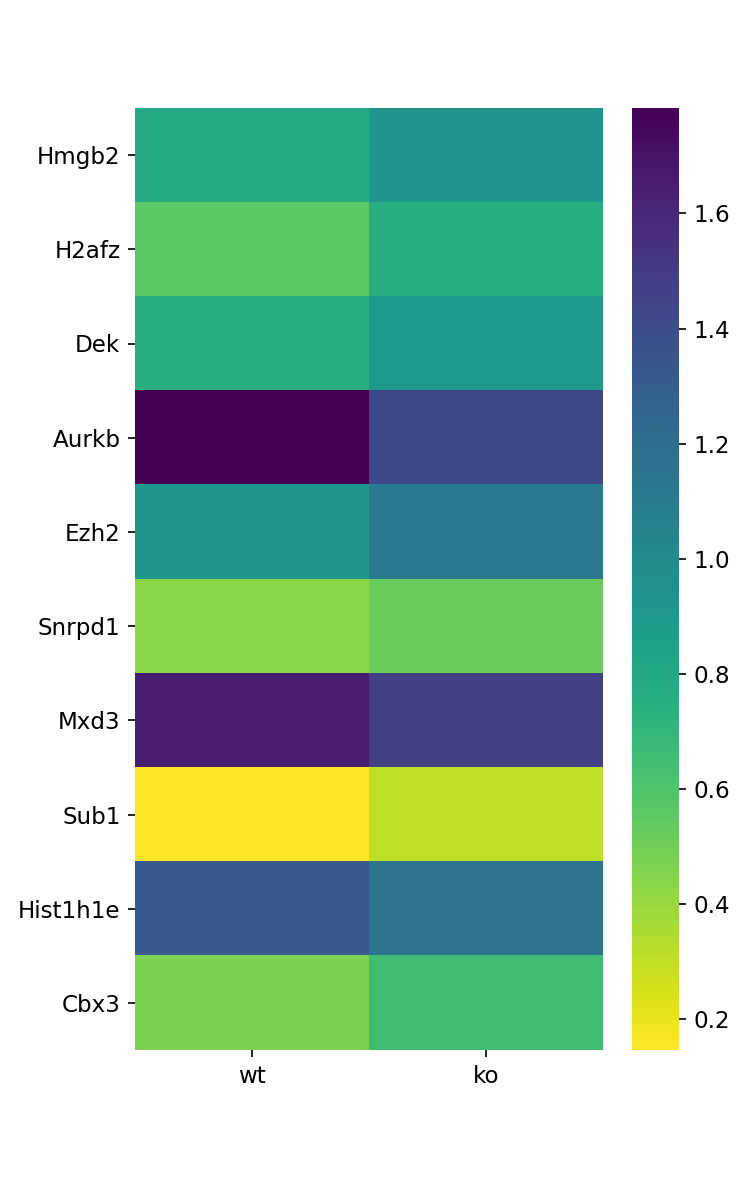 Hmgb2
H2afz
Dek
Aurkb
Ezh2
Snrpd1
Mxd3
Sub1
Hist1h1e
Cbx3
wt ko
1.6
1.4
1.2
1.0
0.8
0.6
0.4
0.2